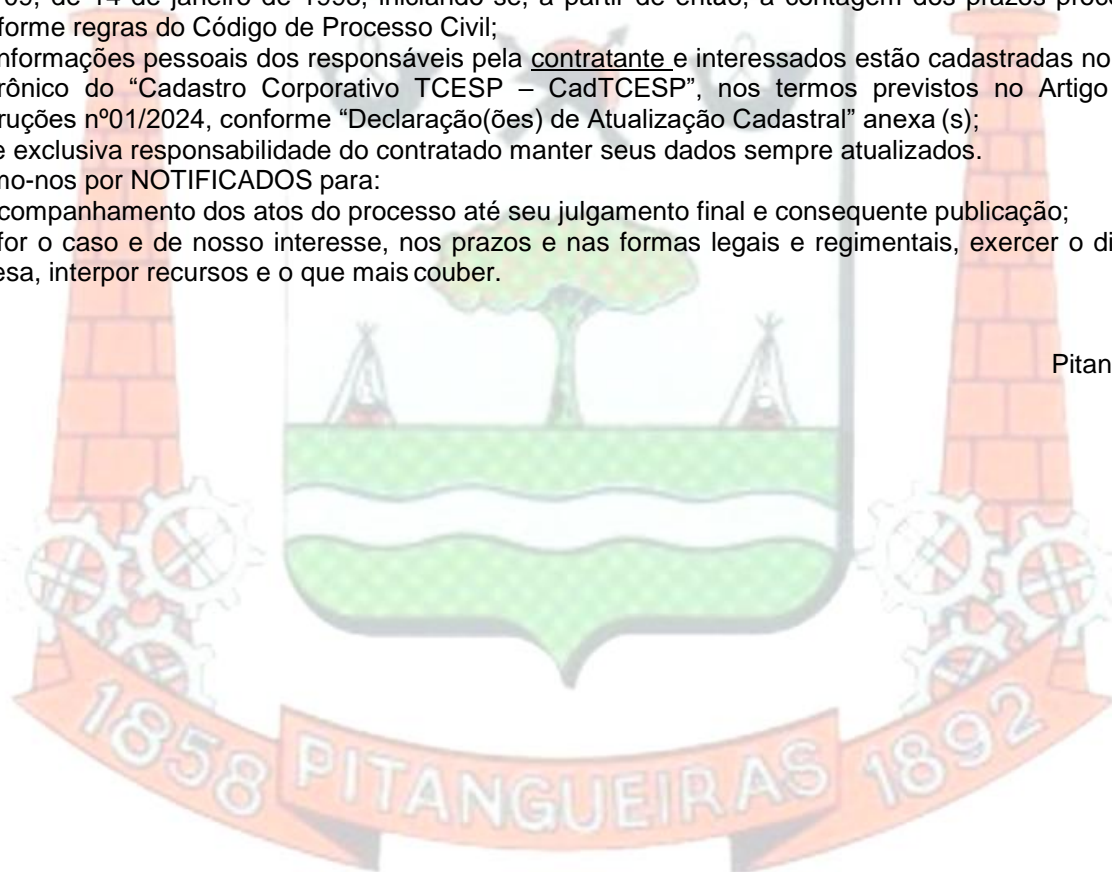 09, de 14 de janeiro de 1993, iniciando-se, a partir de então, a contagem dos prazos proce
forme regras do Código de Processo Civil;
nformações pessoais dos responsáveis pela contratante e interessados estão cadastradas no
rônico do “Cadastro Corporativo TCESP – CadTCESP”, nos termos previstos no Artigo
ruções nº01/2024, conforme “Declaração(ões) de Atualização Cadastral” anexa (s);
e exclusiva responsabilidade do contratado manter seus dados sempre atualizados.
mo-nos por NOTIFICADOS para:
companhamento dos atos do processo até seu julgamento final e consequente publicação;
for o caso e de nosso interesse, nos prazos e nas formas legais e regimentais, exercer o di
esa, interpor recursos e o que mais couber.
Pitan
1858 PITANGUEIRAS 1892